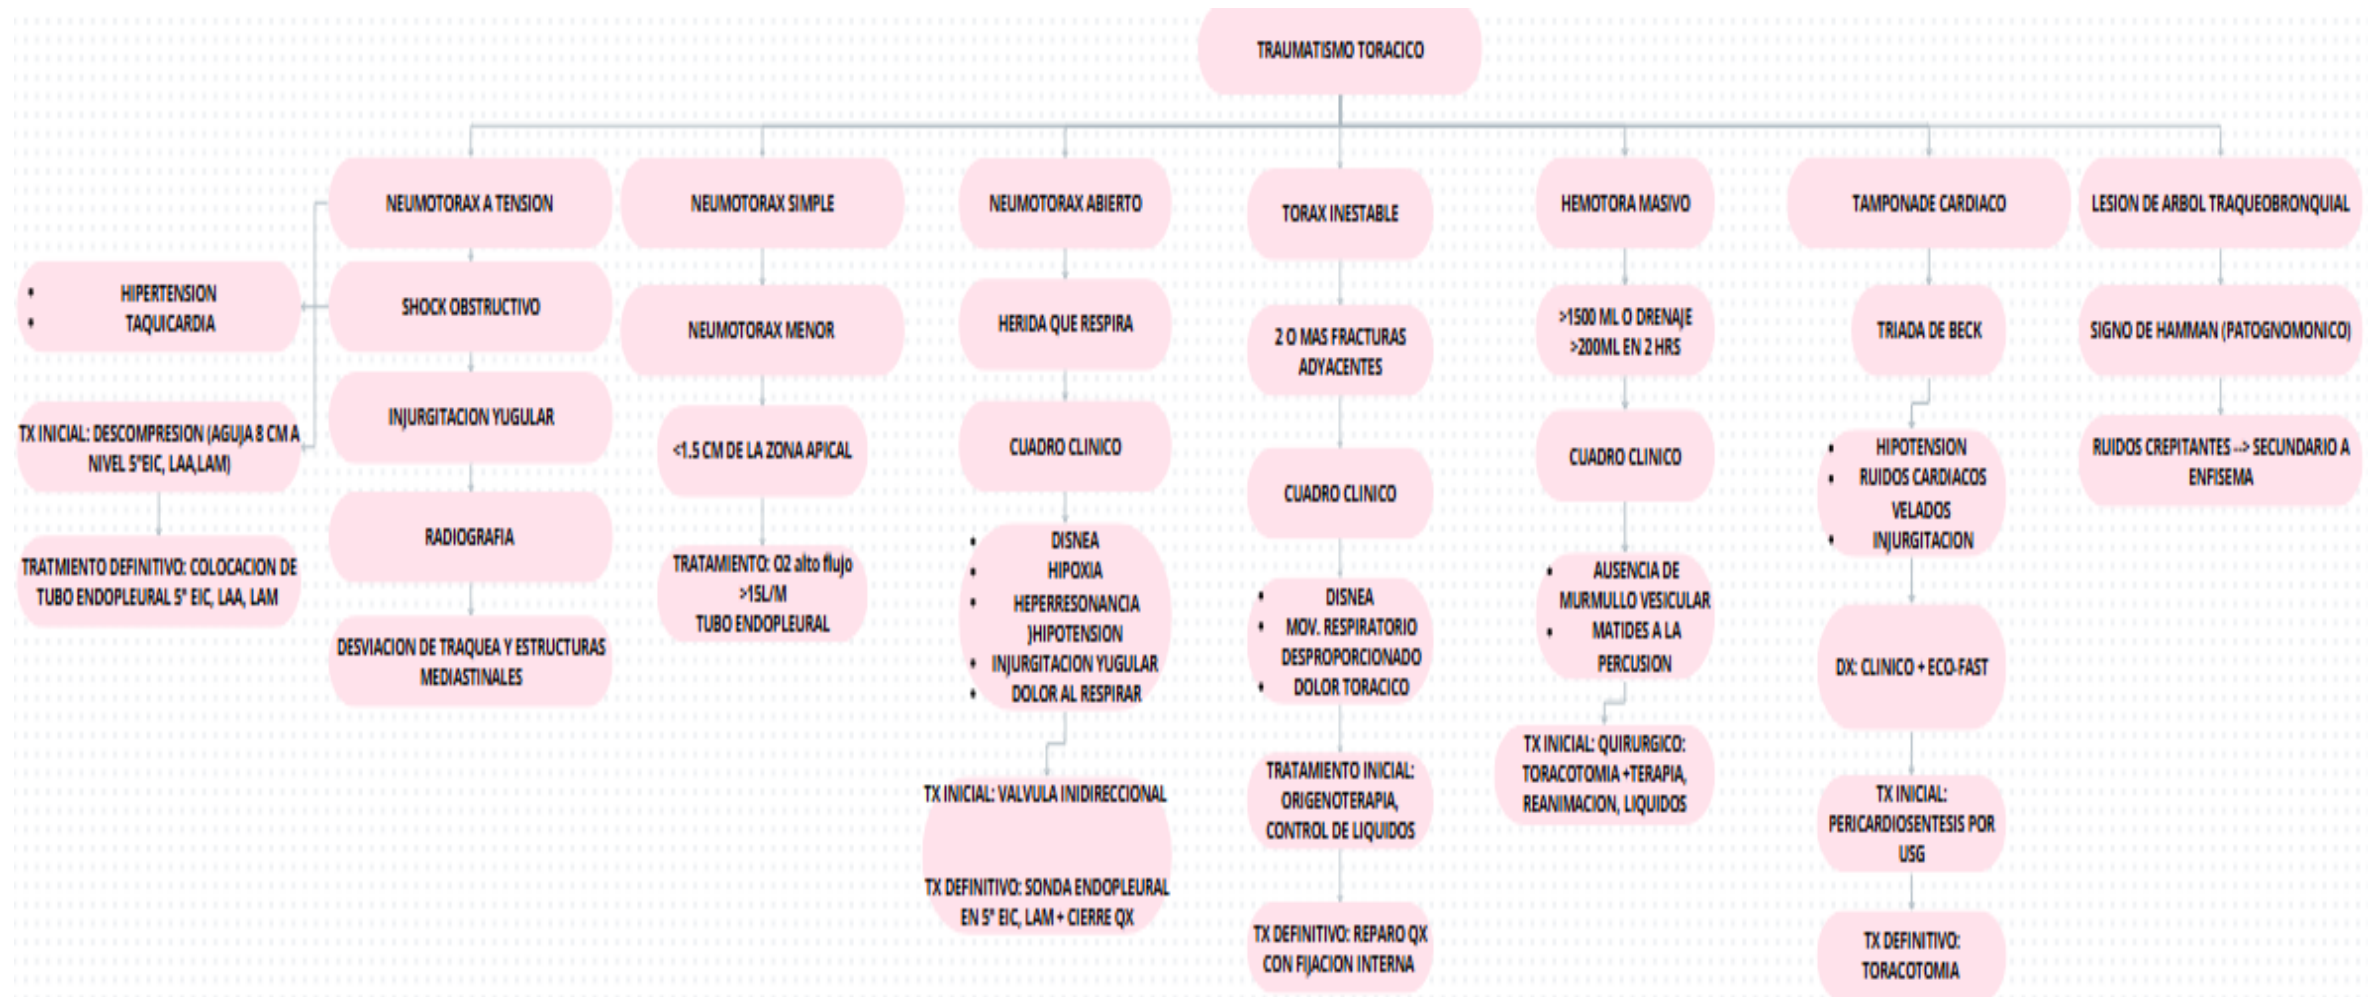 TRAUMATISMO TORACICO
NEUMOTORAX A TENSION
SHOCK OBSTRUCTIVO
• HIPERTENSION
• TAQUICARDIA
INJURGITACION YUGULAR
RADIOGRAFIA
DESVIACION DE TRAQUEA Y ESTRUCTURAS
MEDIASTINALES
TX INICIAL: DESCOMPRESION (AGUJA 8 CM A
NIVEL 5°EIC, LAA,LAM)
TRATMIENTO DEFINITIVO: COLOCACION DE
TUBO ENDOPLEURAL 5° EIC, LAA, LAM
NEUMOTORAX SIMPLE
NEUMOTORAX MENOR
<1.5 CM DE LA ZONA APICAL
TRATAMIENTO: O2 alto flujo
>15L/M
TUBO ENDOPLEURAL
NEUMOTORAX ABIERTO
HERIDA QUE RESPIRA
CUADRO CLINICO
• DISNEA
• HIPOXIA
• HEPERRESONANCIA
)HIPOTENSION
• INJURGITACION YUGULAR
• DOLOR AL RESPIRAR
TX INICIAL: VALVULA INIDIRECCIONAL
TX DEFINITIVO: SONDA ENDOPLEURAL
EN 5° EIC, LAM + CIERRE QX
TORAX INESTABLE
2 O MAS FRACTURAS
ADYACENTES
CUADRO CLINICO
• DISNEA
• MOV. RESPIRATORIO
DESPROPORCIONADO
• DOLOR TORACICO
TRATAMIENTO INICIAL:
ORIGENOTERAPIA,
CONTROL DE LIQUIDOS
TX DEFINITIVO: REPARO QX
CON FIJACION INTERNA
HEMOTORA MASIVO
>1500 ML O DRENAJE
>200ML EN 2 HRS
CUADRO CLINICO
• AUSENCIA DE
MURMULLO VESICULAR
• MATIDES A LA
PERCUSION
TX INICIAL: QUIRURGICO:
TORACOTOMIA +TERAPIA,
REANIMACION, LIQUIDOS
TAMPONADE CARDIACO
TRIADA DE BECK
• HIPOTENSION
• RUIDOS CARDIACOS
VELADOS
• INJURGITACION
DX: CLINICO + ECO-FAST
TX INICIAL:
PERICARDIOSENTESIS POR
USG
TX DEFINITIVO:
TORACOTOMIA
LESION DE ARBOL TRAQUEOBRONQUIAL
SIGNO DE HAMMAN (PATOGNOMONICO)
RUIDOS CREPITANTES --> SECUNDARIO A
ENFISEMA